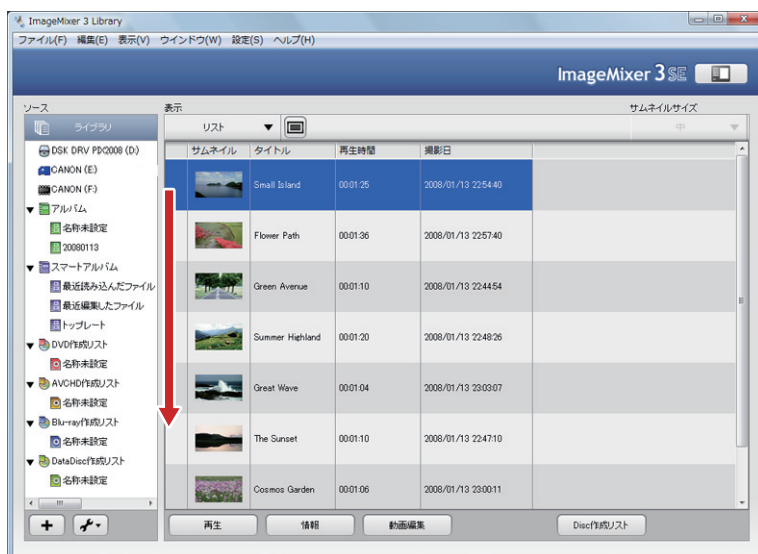 ImageMixer 3 Library
ファイル(F) 編集(E) 表示(V) ウインドウ(W) 設定(S) ヘルプ(H)
ImageMixer 3 SE
ソース 表示 サムネイルサイズ
ライブラリ リスト 中
DSK DRV PDC2008 (D:)
CANON (E:)
CANON (F:)
アルバム
名称未設定
20080113
スマートアルバム
最近読み込んだファイル
最近編集したファイル
トップレート
DVD作成リスト
名称未設定
AVCHD作成リスト
名称未設定
Blu-ray作成リスト
名称未設定
DataDisc作成リスト
名称未設定
サムネイル タイトル 再生時間 撮影日
Small Island 00:01:25 2008/01/13 22:54:40
Flower Path 00:01:36 2008/01/13 22:57:40
Green Avenue 00:01:10 2008/01/13 22:44:54
Summer Highland 00:01:20 2008/01/13 22:48:26
Great Wave 00:01:04 2008/01/13 23:03:07
The Sunset 00:01:10 2008/01/13 22:47:10
Cosmos Garden 00:01:06 2008/01/13 23:00:11
再生 情報 動画編集 Disc作成リスト